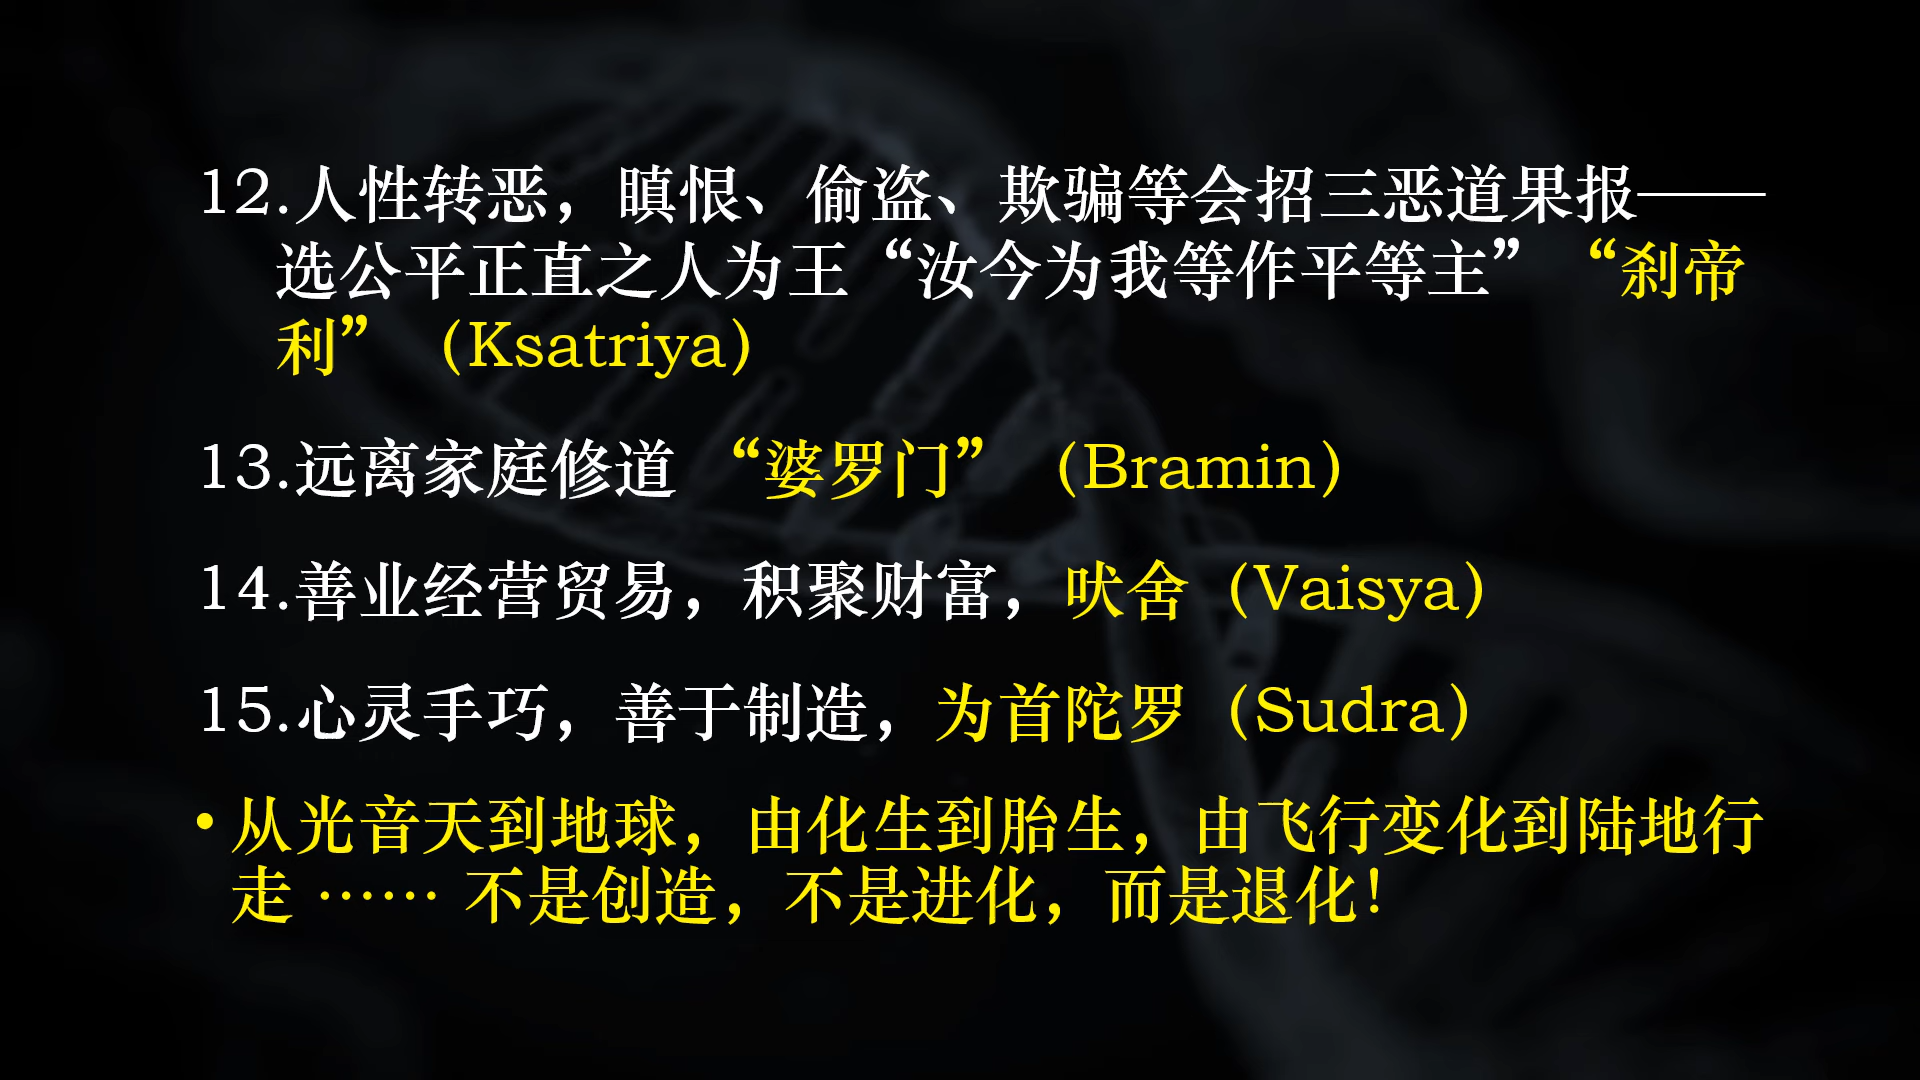 12.人性转恶，瞋恨、偷盗、欺骗等会招三恶道果报——
选公平正直之人为王“汝今为我等作平等主” “刹帝
利” （Ksatriya）
13.远离家庭修道 “婆罗门” （Bramin）
14.善业经营贸易，积聚财富，吠舍（Vaisya）
15.心灵手巧，善于制造，为首陀罗（Sudra）
• 从光音天到地球，由化生到胎生，由飞行变化到陆地行
走 …… 不是创造，不是进化，而是退化！